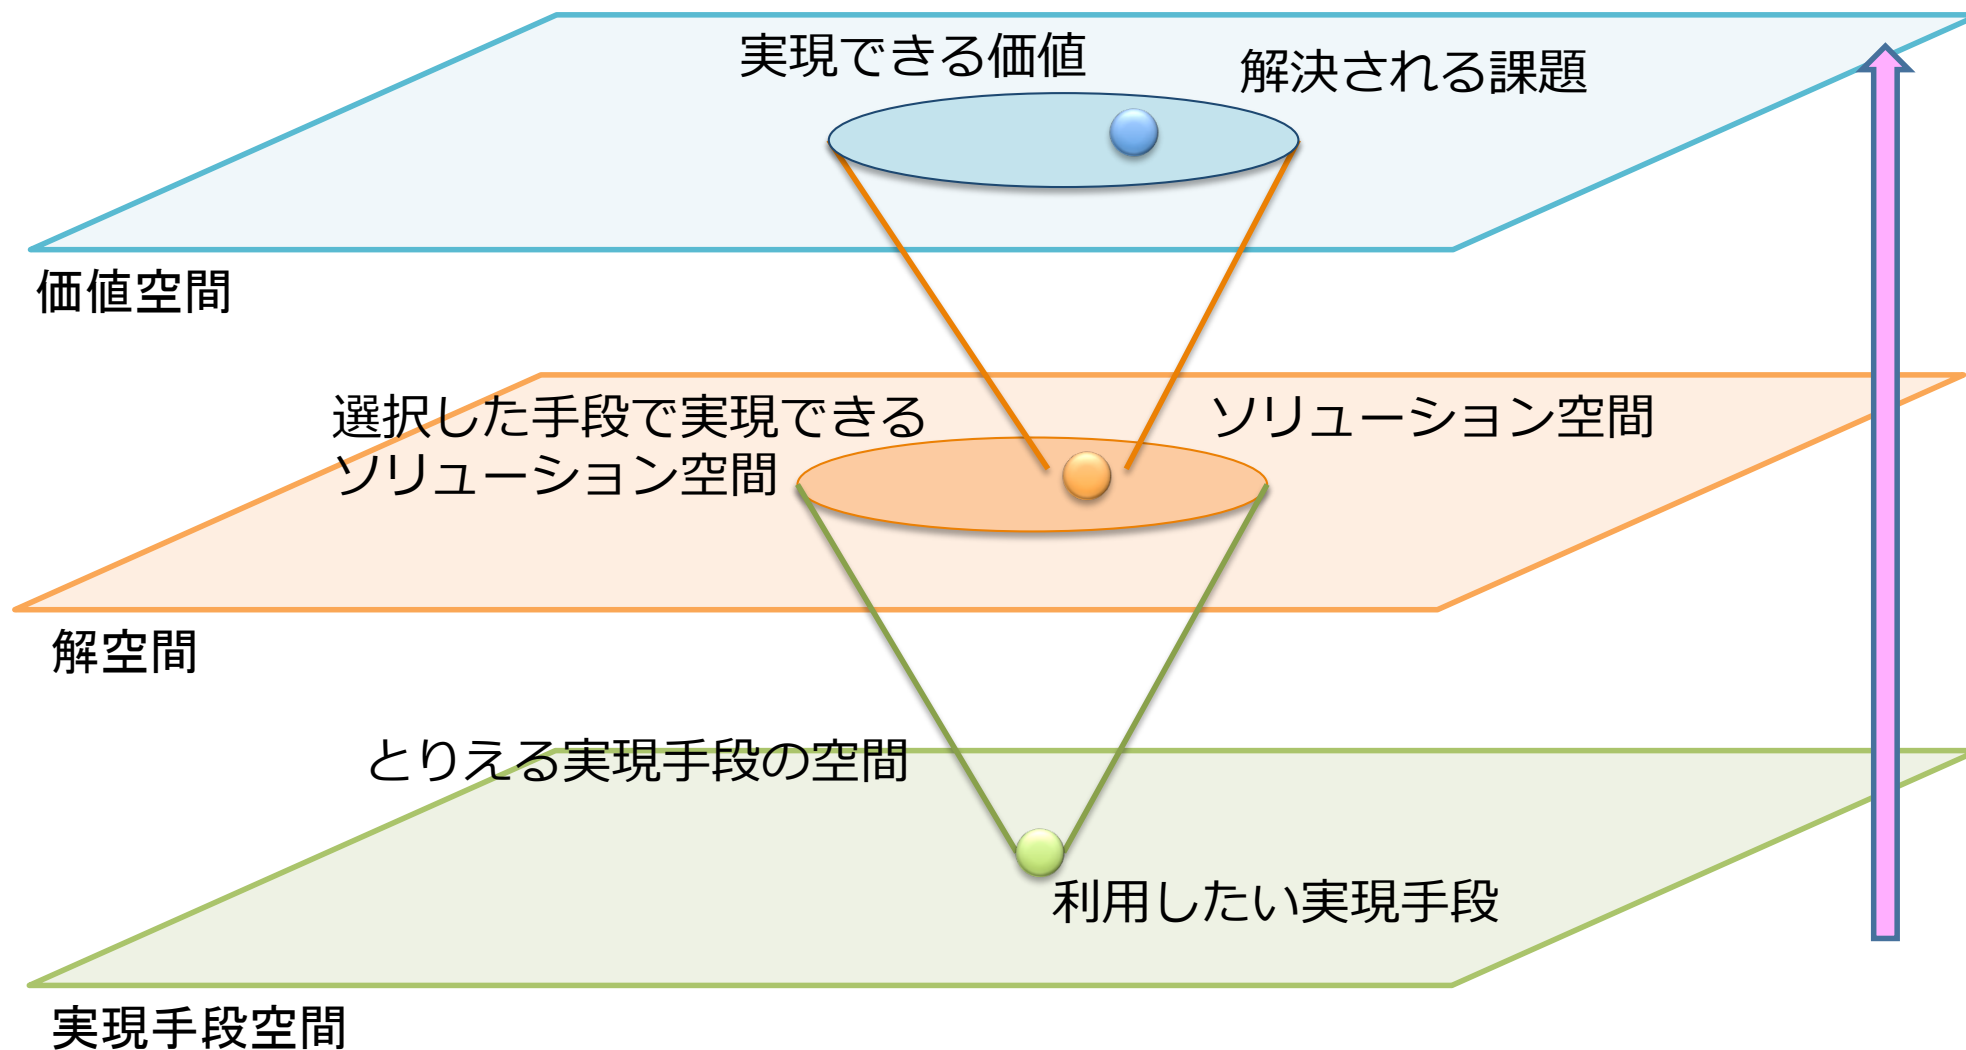 実現できる価値
解決される課題
価値空間
選択した手段で実現できる
ソリューション空間
ソリューション空間
解空間
とりえる実現手段の空間
利用したい実現手段
実現手段空間